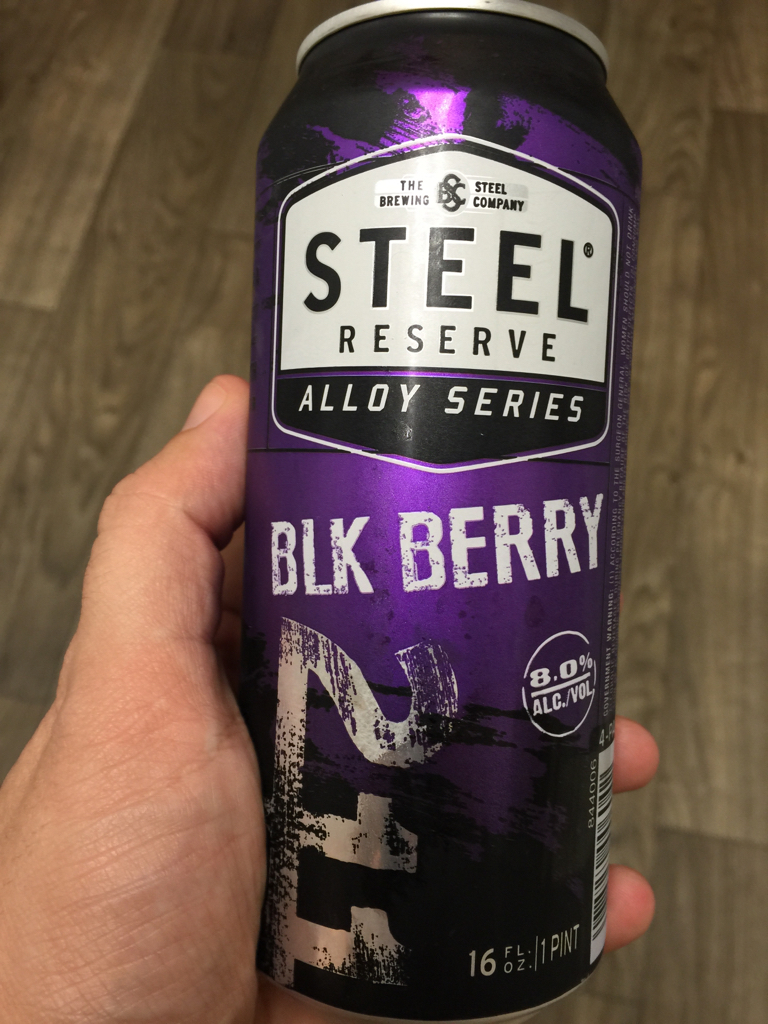 THE BREWING BSC STEEL COMPANY
STEEL®
RESERVE
ALLOY SERIES
BLK BERRY
8.0%
ALC./VOL
16 FL. OZ. | 1 PINT
GOVERNMENT WARNING: (1) ACCORDING TO THE SURGEON GENERAL, WOMEN SHOULD NOT DRINK
844006